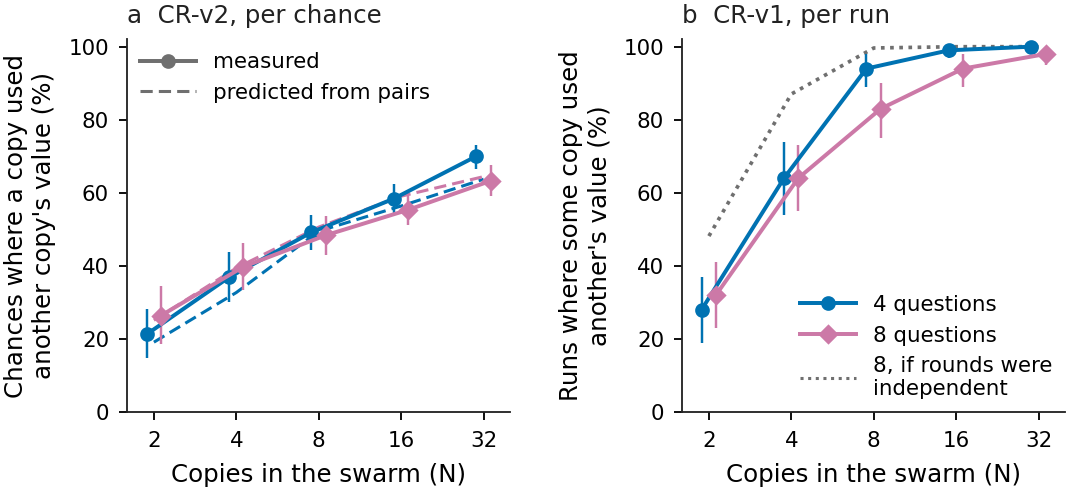 a CR-v2, per chance
Chances where a copy used
another copy's value (%)
100
80
60
40
20
0
measured
predicted from pairs
2 4 8 16 32
Copies in the swarm (N)
b CR-v1, per run
Runs where some copy used
another's value (%)
100
80
60
40
20
0
4 questions
8 questions
8, if rounds were
independent
2 4 8 16 32
Copies in the swarm (N)